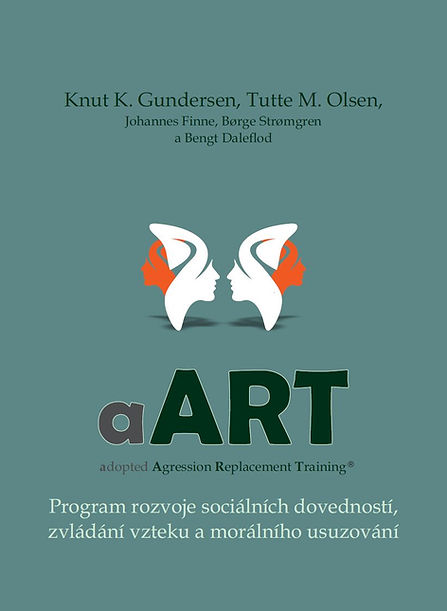 Knut K. Gundersen, Tutte M. Olsen,
Johannes Finne, Børge Strømgren
a Bengt Daleflod
aART
adopted Agression Replacement Training®
Program rozvoje sociálních dovedností,
zvládání vzteku a morálního usuzování